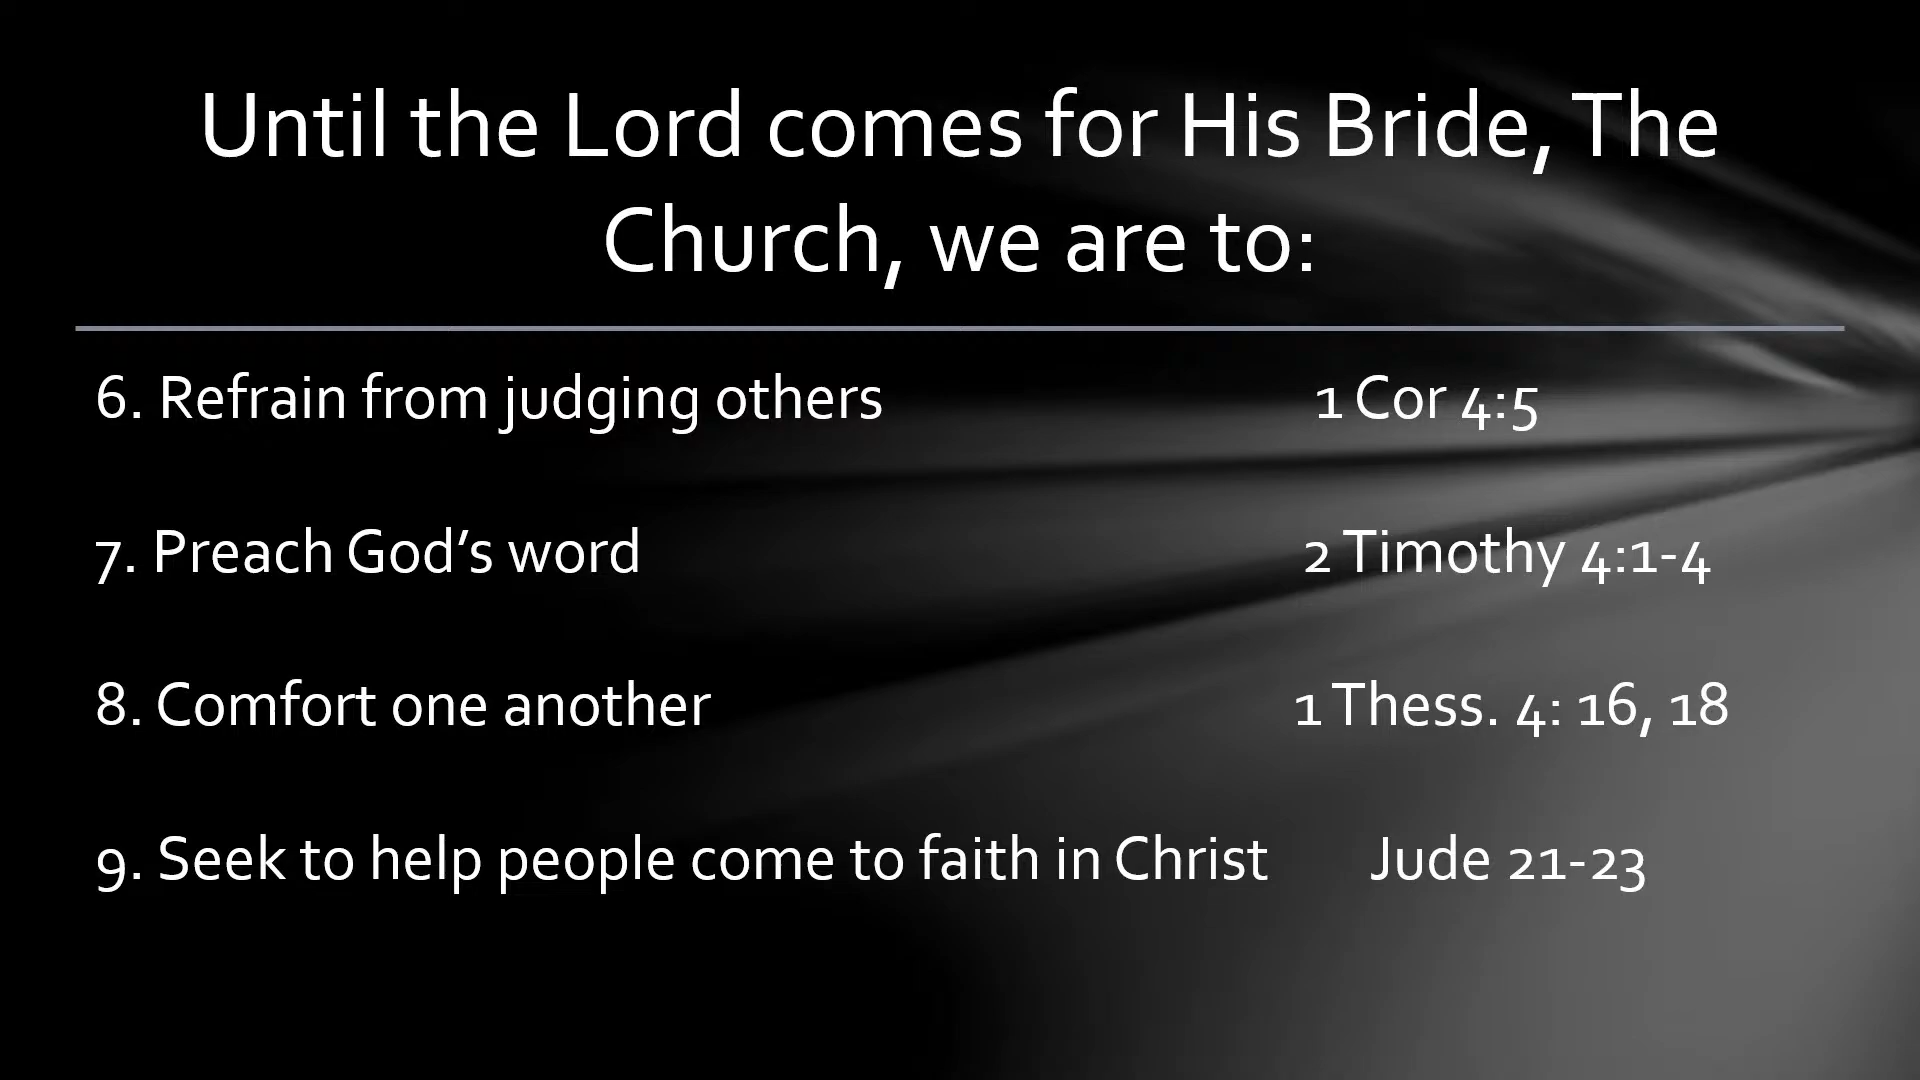 Until the Lord comes for His Bride, The
Church, we are to:
6. Refrain from judging others 1 Cor 4:5
7. Preach God’s word 2 Timothy 4:1-4
8. Comfort one another 1 Thess. 4: 16, 18
9. Seek to help people come to faith in Christ Jude 21-23